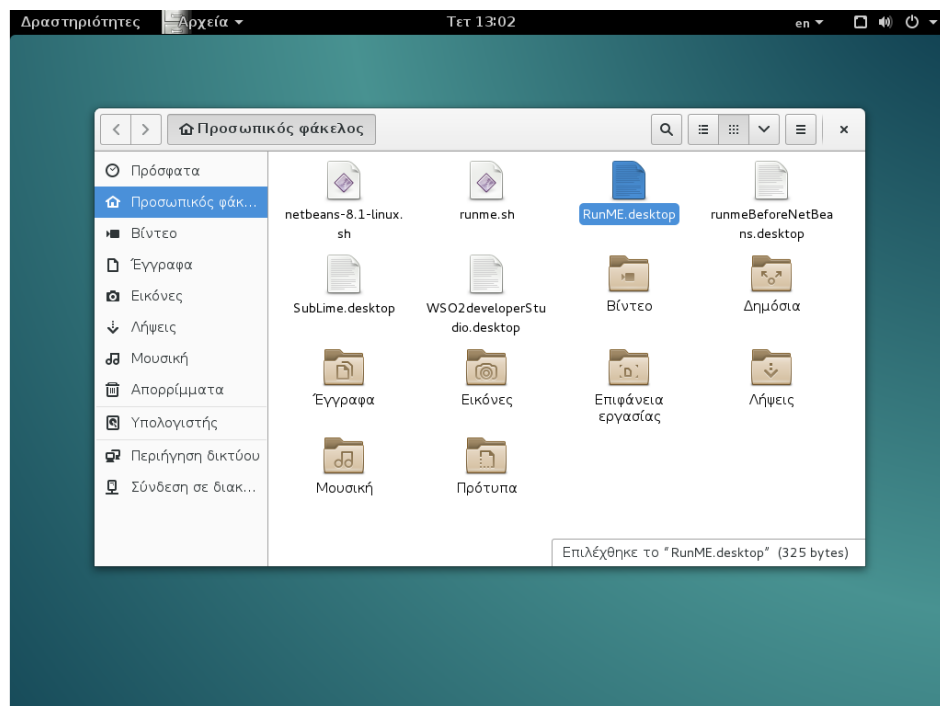 Δραστηριότητες Αρχεία Τετ 13:02 en
Προσωπικός φάκελος
Πρόσφατα
Προσωπικός φάκ...
Βίντεο
Έγγραφα
Εικόνες
Λήψεις
Μουσική
Απορρίμματα
Υπολογιστής
Περιήγηση δικτύου
Σύνδεση σε διακ...
netbeans-8.1-linux.
sh
runme.sh
RunME.desktop
runmeBeforeNetBea
ns.desktop
SubLime.desktop
WSO2developerStu
dio.desktop
Βίντεο
Δημόσια
Έγγραφα
Εικόνες
Επιφάνεια
εργασίας
Λήψεις
Μουσική
Πρότυπα
Επιλέχθηκε το "RunME.desktop" (325 bytes)